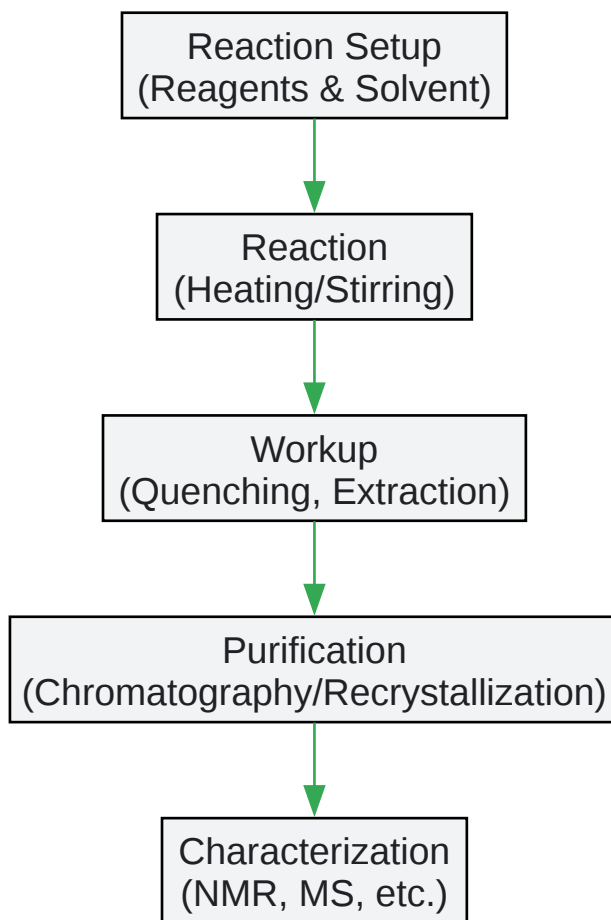 Reaction Setup
(Reagents & Solvent)
Reaction
(Heating/Stirring)
Workup
(Quenching, Extraction)
Purification
(Chromatography/Recrystallization)
Characterization
(NMR, MS, etc.)